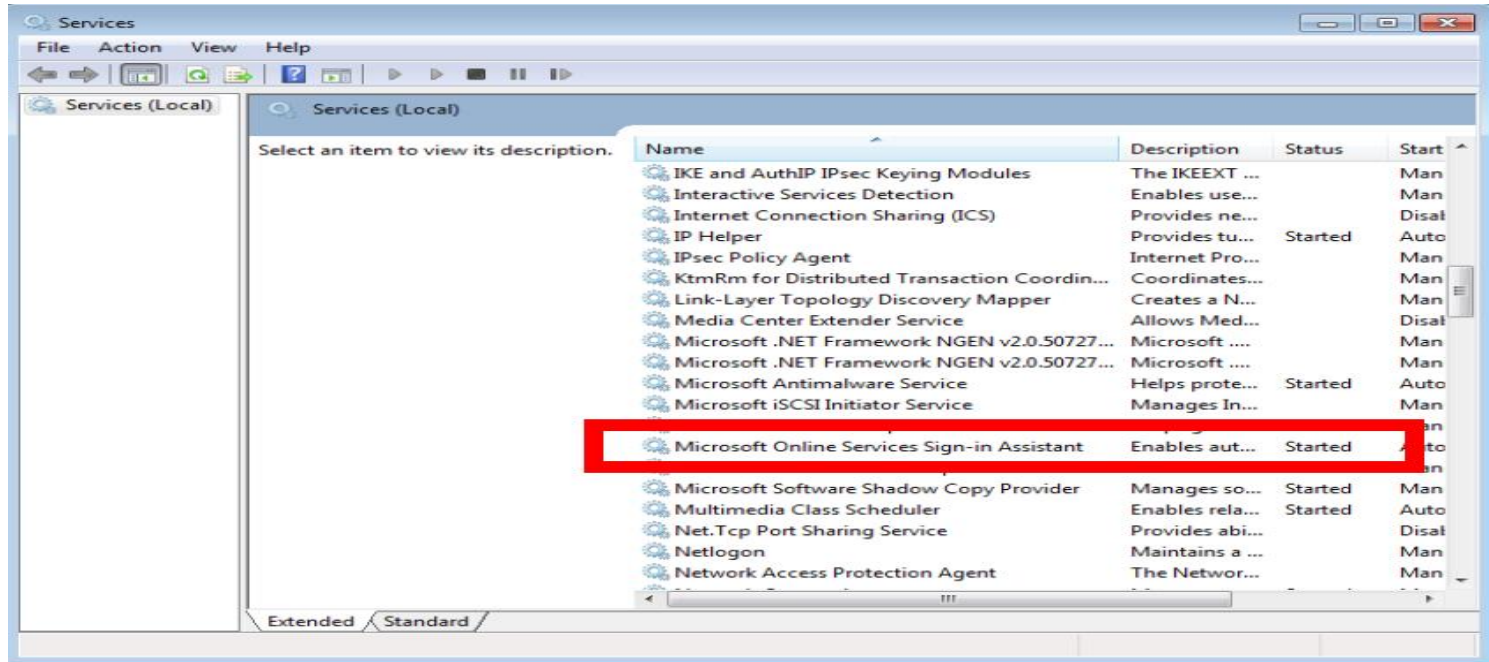 Services
File Action View Help
Services (Local)
Services (Local)
Select an item to view its description.
Name Description Status Start
IKE and AuthIP IPsec Keying Modules The IKEEXT ... Man
Interactive Services Detection Enables use... Man
Internet Connection Sharing (ICS) Provides ne... Disal
IP Helper Provides tu... Started Auto
IPsec Policy Agent Internet Pro... Man
KtmRm for Distributed Transaction Coordin... Coordinates... Man
Link-Layer Topology Discovery Mapper Creates a N... Man
Media Center Extender Service Allows Med... Disal
Microsoft .NET Framework NGEN v2.0.50727... Microsoft .... Man
Microsoft .NET Framework NGEN v2.0.50727... Microsoft .... Man
Microsoft Antimalware Service Helps prote... Started Auto
Microsoft iSCSI Initiator Service Manages In... Man
Microsoft Online Services Sign-in Assistant Enables aut... Started
Microsoft Software Shadow Copy Provider Manages so... Started Man
Multimedia Class Scheduler Enables rela... Started Auto
Net.Tcp Port Sharing Service Provides abi... Disal
Netlogon Maintains a ... Man
Network Access Protection Agent The Networ... Man
Extended Standard